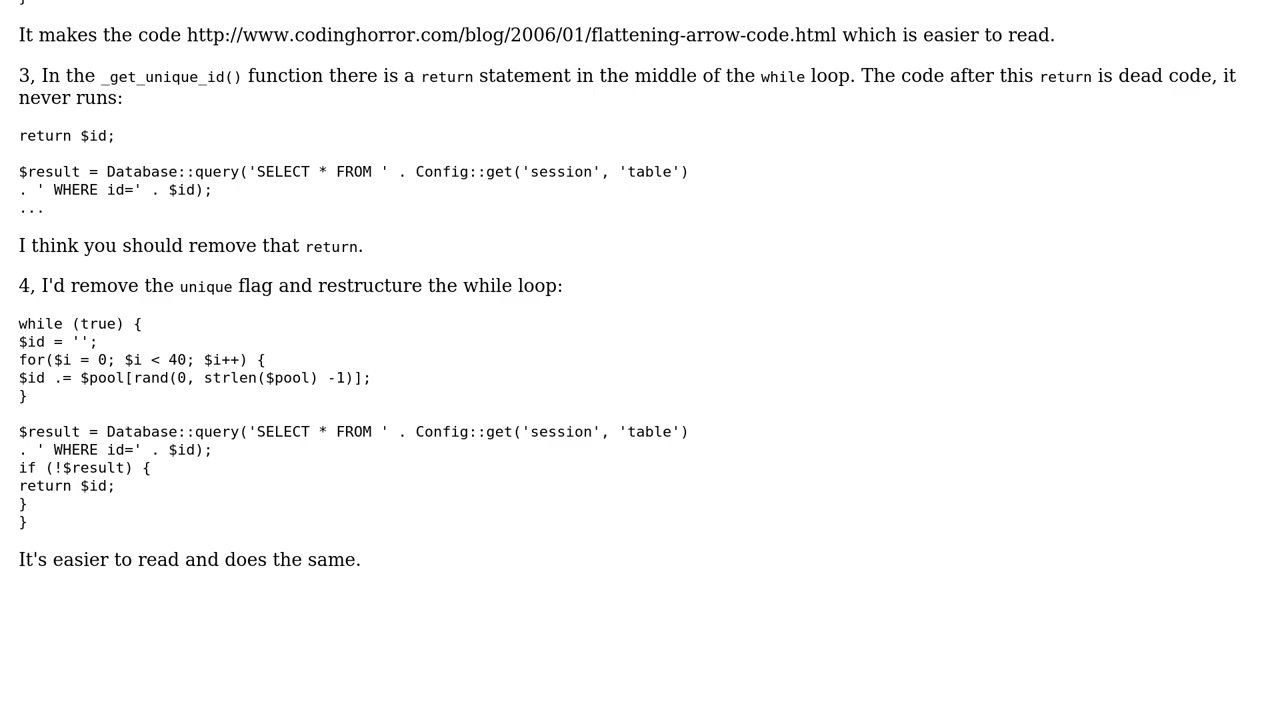 }
It makes the code http://www.codinghorror.com/blog/2006/01/flattening-arrow-code.html which is easier to read.
3, In the _get_unique_id() function there is a return statement in the middle of the while loop. The code after this return is dead code, it
never runs:
return $id;
$result = Database::query('SELECT * FROM ' . Config::get('session', 'table')
. ' WHERE id=' . $id);
...
I think you should remove that return.
4, I'd remove the unique flag and restructure the while loop:
while (true) {
$id = '';
for($i = 0; $i < 40; $i++) {
$id .= $pool[rand(0, strlen($pool) -1)];
}
$result = Database::query('SELECT * FROM ' . Config::get('session', 'table')
. ' WHERE id=' . $id);
if (!$result) {
return $id;
}
}
It's easier to read and does the same.